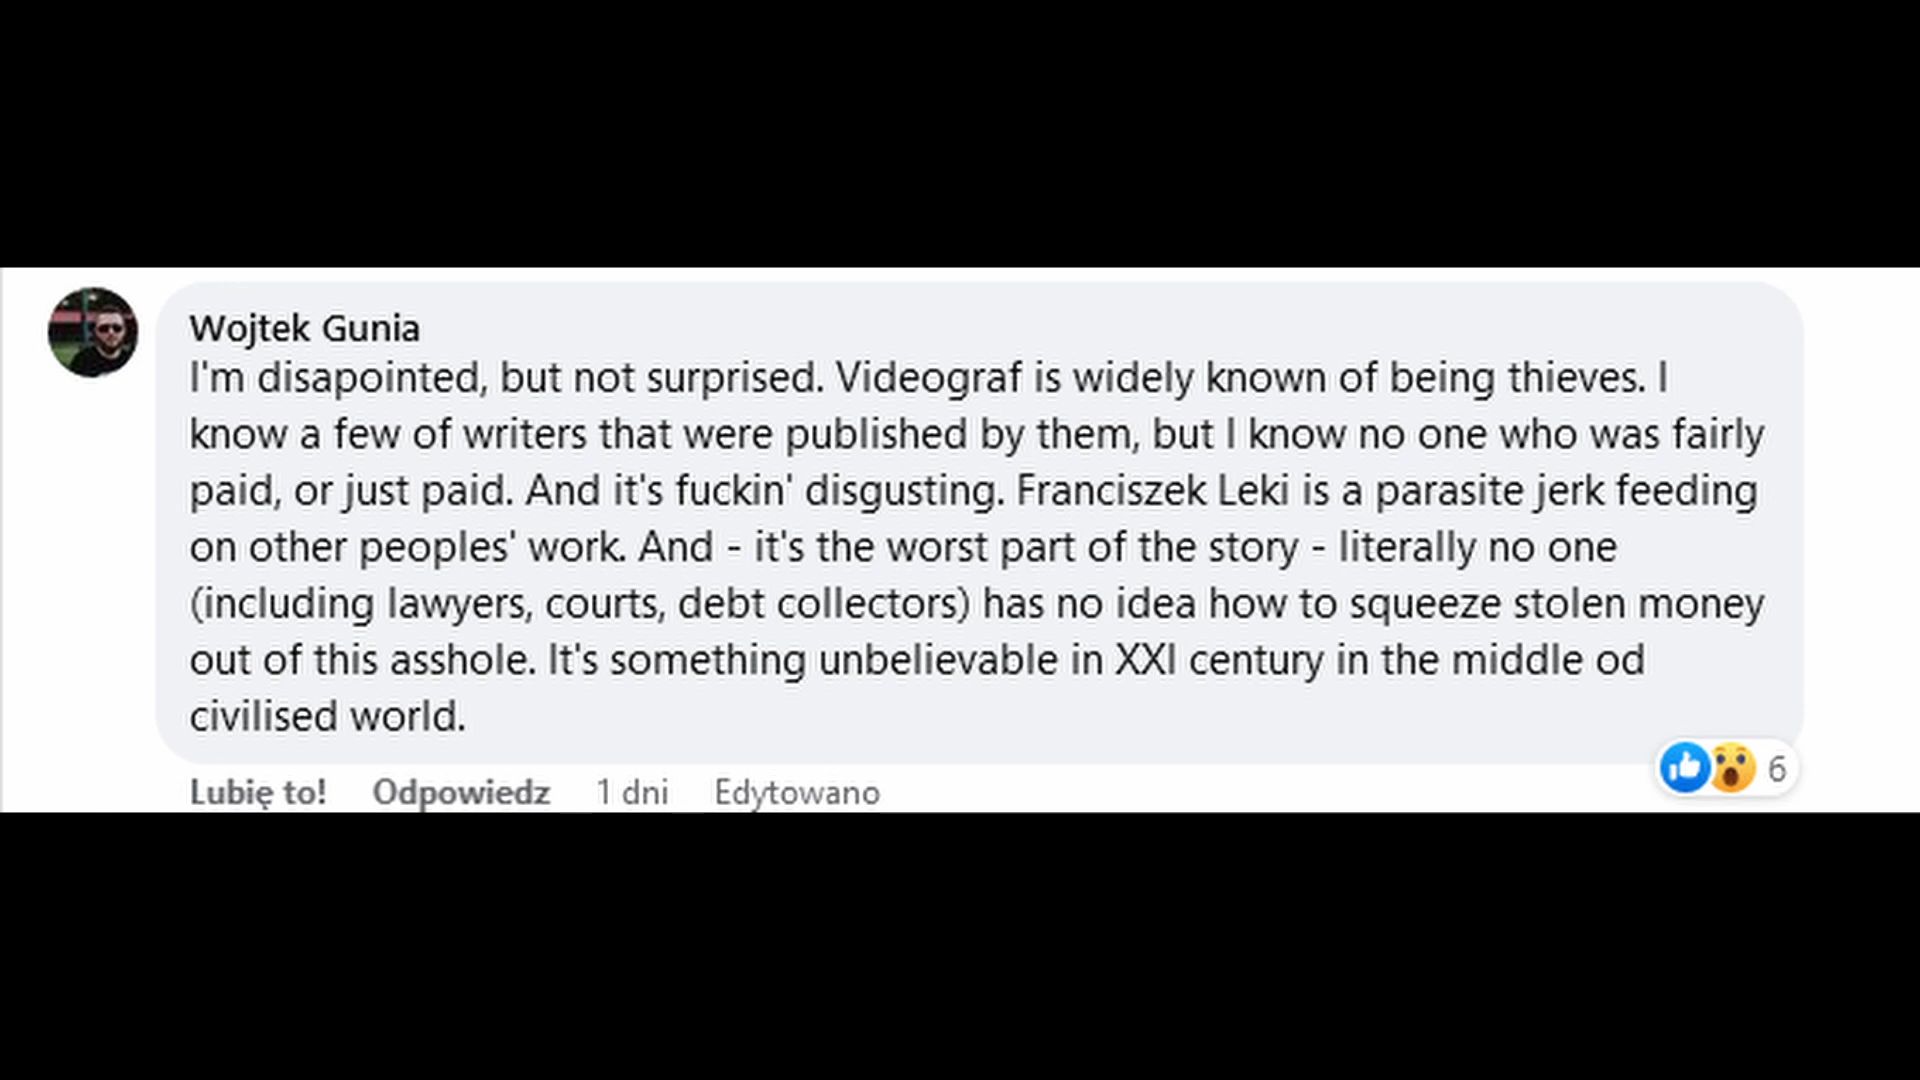 Wojtek Gunia
I'm disapointed, but not surprised. Videograf is widely known of being thieves. I
know a few of writers that were published by them, but I know no one who was fairly
paid, or just paid. And it's fuckin' disgusting. Franciszek Leki is a parasite jerk feeding
on other peoples' work. And - it's the worst part of the story - literally no one
(including lawyers, courts, debt collectors) has no idea how to squeeze stolen money
out of this asshole. It's something unbelievable in XXI century in the middle od
civilised world.
Lubię to! Odpowiedz 1 dni Edytowano 6